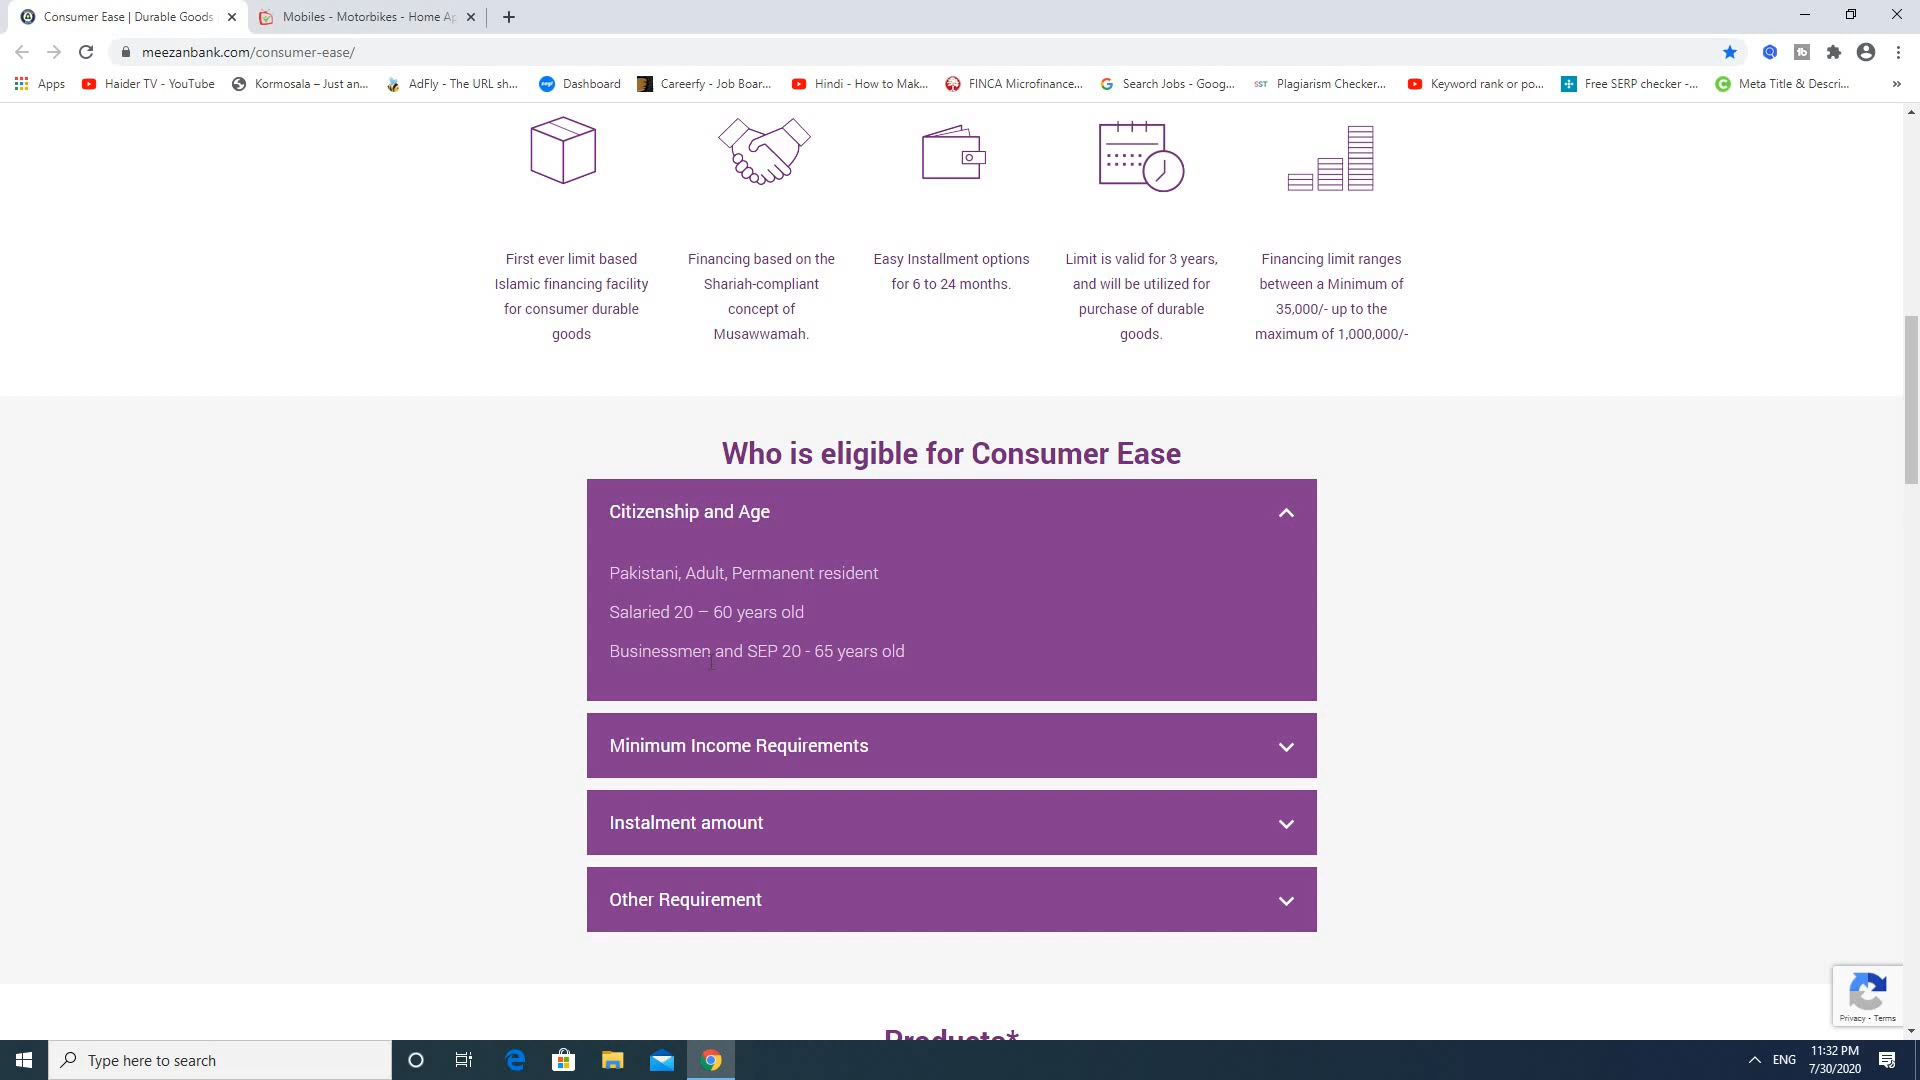 Consumer Ease | Durable Goods
Mobiles - Motorbikes - Home Ap
meezanbank.com/consumer-ease/
Apps
Haider TV - YouTube
Kormosala – Just an...
AdFly - The URL sh...
Dashboard
Careerfy - Job Boar...
Hindi - How to Mak...
FINCA Microfinance...
Search Jobs - Goog...
SST Plagiarism Checker...
Keyword rank or po...
Free SERP checker -...
Meta Title & Descri...
»
First ever limit based
Islamic financing facility
for consumer durable
goods
Financing based on the
Shariah-compliant
concept of
Musawwamah.
Easy Installment options
for 6 to 24 months.
Limit is valid for 3 years,
and will be utilized for
purchase of durable
goods.
Financing limit ranges
between a Minimum of
35,000/- up to the
maximum of 1,000,000/-
Who is eligible for Consumer Ease
Citizenship and Age
Pakistani, Adult, Permanent resident
Salaried 20 – 60 years old
Businessmen and SEP 20 - 65 years old
Minimum Income Requirements
Instalment amount
Other Requirement
Products*
Privacy - Terms
Type here to search
ENG
11:32 PM
7/30/2020